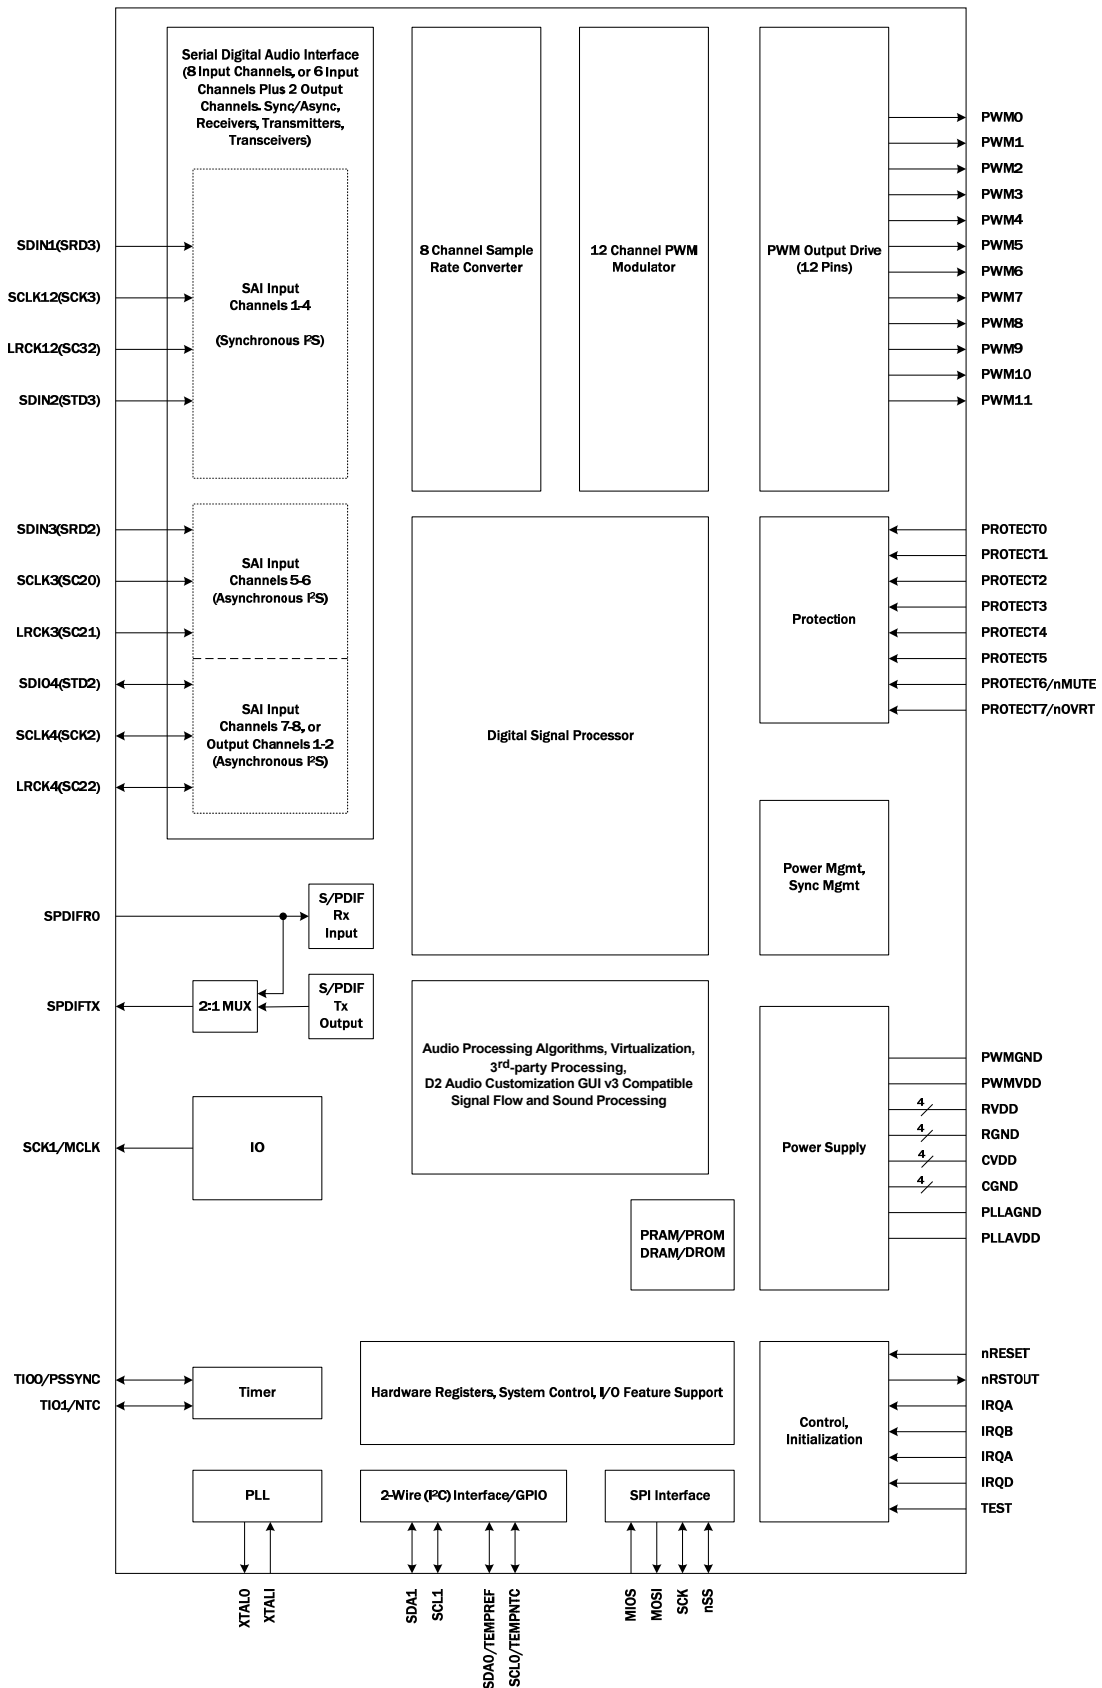 Serial Digital Audio Interface
(8 Input Channels, or 6 Input
Channels Plus 2 Output
Channels. Sync/Async,
Receivers, Transmitters,
Transceivers)
SDIN1(SRD3)
SCLK12(SCK3)
LRCK12(SC32)
SDIN2(STD3)
SAI Input
Channels 1-4
(Synchronous I²S)
SDIN3(SRD2)
SCLK3(SC20)
LRCK3(SC21)
SAI Input
Channels 5-6
(Asynchronous I²S)
SDIO4(STD2)
SCLK4(SCK2)
LRCK4(SC22)
SAI Input
Channels 7-8, or
Output Channels 1-2
(Asynchronous I²S)
SPDIFR0
S/PDIF
Rx
Input
SPDIFTX
2:1 MUX
S/PDIF
Tx
Output
SCK1/MCLK
IO
TIO0/PSSYNC
TIO1/NTC
Timer
PLL
XTALO
XTALI
8 Channel Sample
Rate Converter
12 Channel PWM
Modulator
PWM Output Drive
(12 Pins)
PWM0
PWM1
PWM2
PWM3
PWM4
PWM5
PWM6
PWM7
PWM8
PWM9
PWM10
PWM11
Digital Signal Processor
Protection
PROTECT0
PROTECT1
PROTECT2
PROTECT3
PROTECT4
PROTECT5
PROTECT6/nMUTE
PROTECT7/nOVRT
Power Mgmt,
Sync Mgmt
Audio Processing Algorithms, Virtualization,
3rd-party Processing,
D2 Audio Customization GUI v3 Compatible
Signal Flow and Sound Processing
PRAM/PROM
DRAM/DROM
Power Supply
PWMGND
PWMVDD
4
RVDD
4
RGND
4
CVDD
4
CGND
PLLAGND
PLLAVDD
Hardware Registers, System Control, I/O Feature Support
Control,
Initialization
nRESET
nRSTOUT
IRQA
IRQB
IRQA
IRQD
TEST
2-Wire (I²C) Interface/GPIO
SDA1
SCL1
SDA0/TEMPREF
SCL0/TEMPNTC
SPI Interface
MIOS
MOSI
SCK
nSS